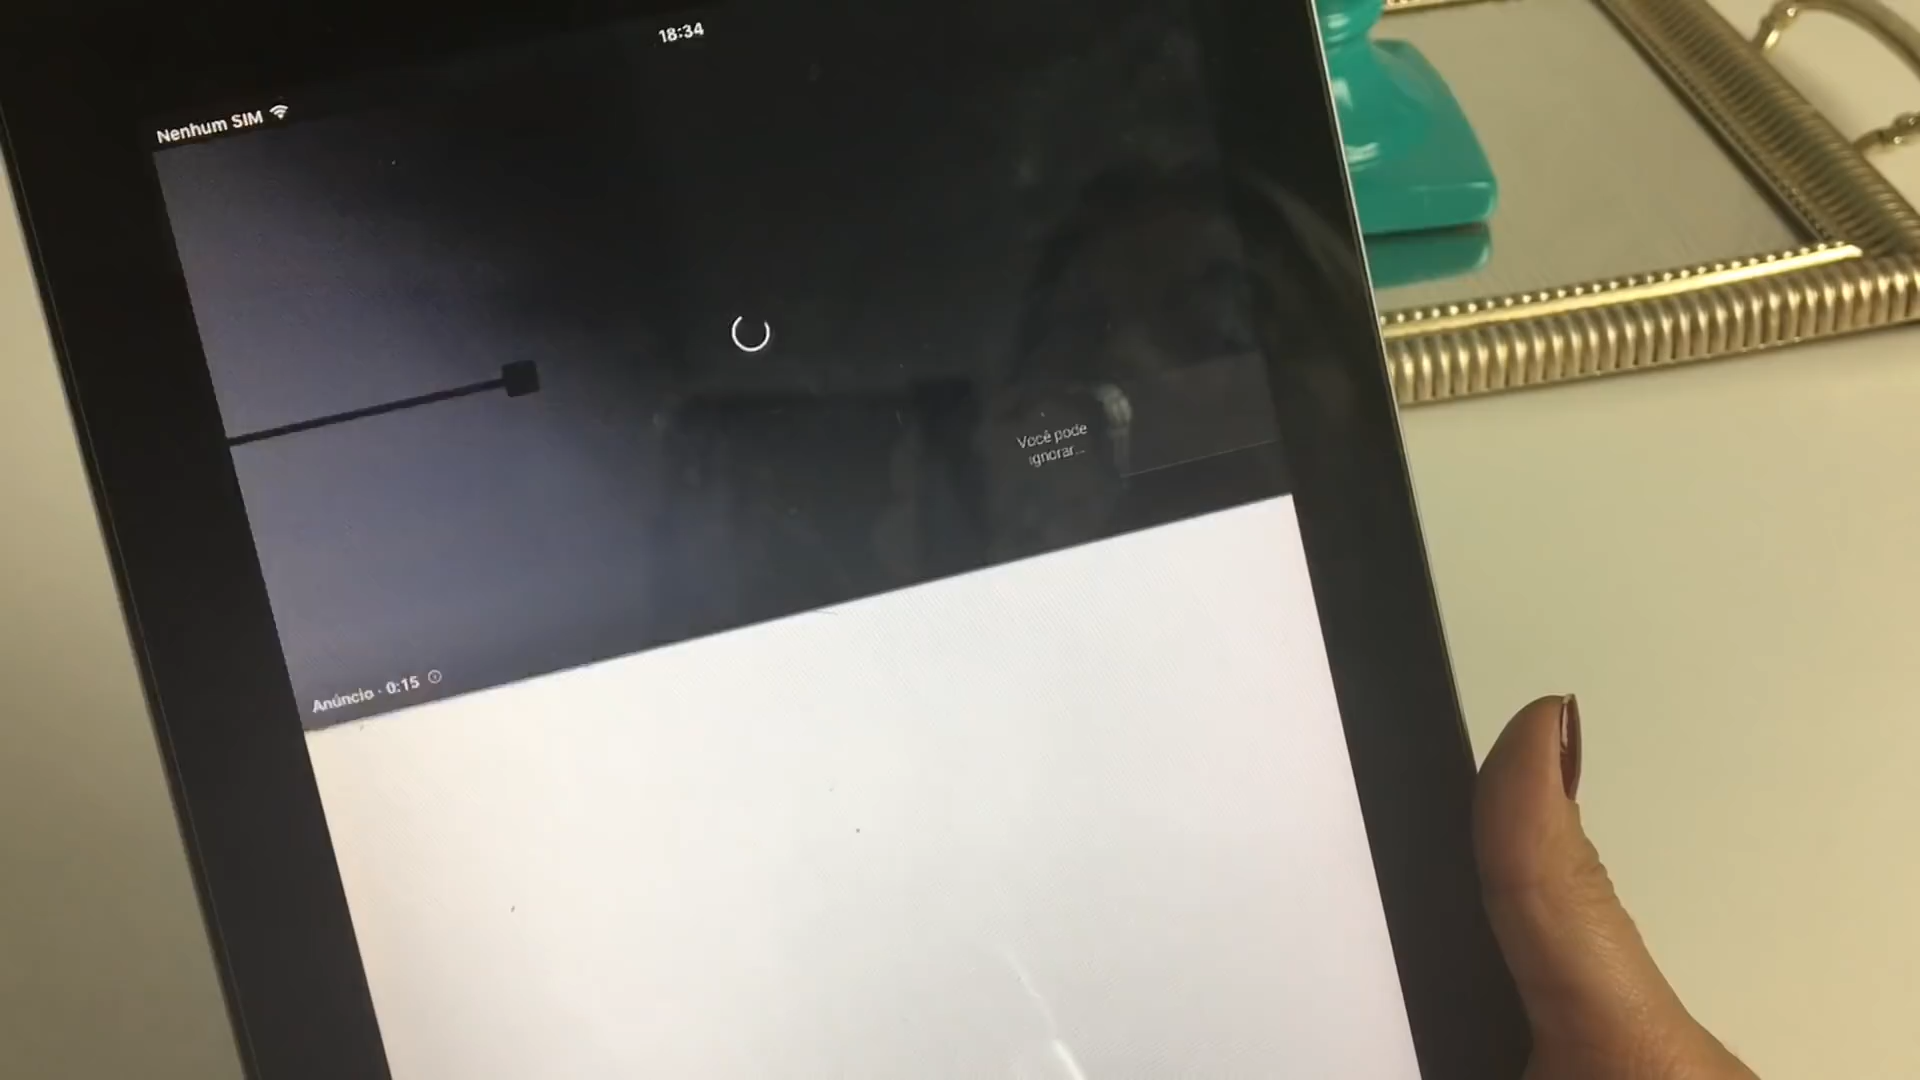 18:34
Nenhum SIM
Você pode
ignorar...
Anúncio · 0:15